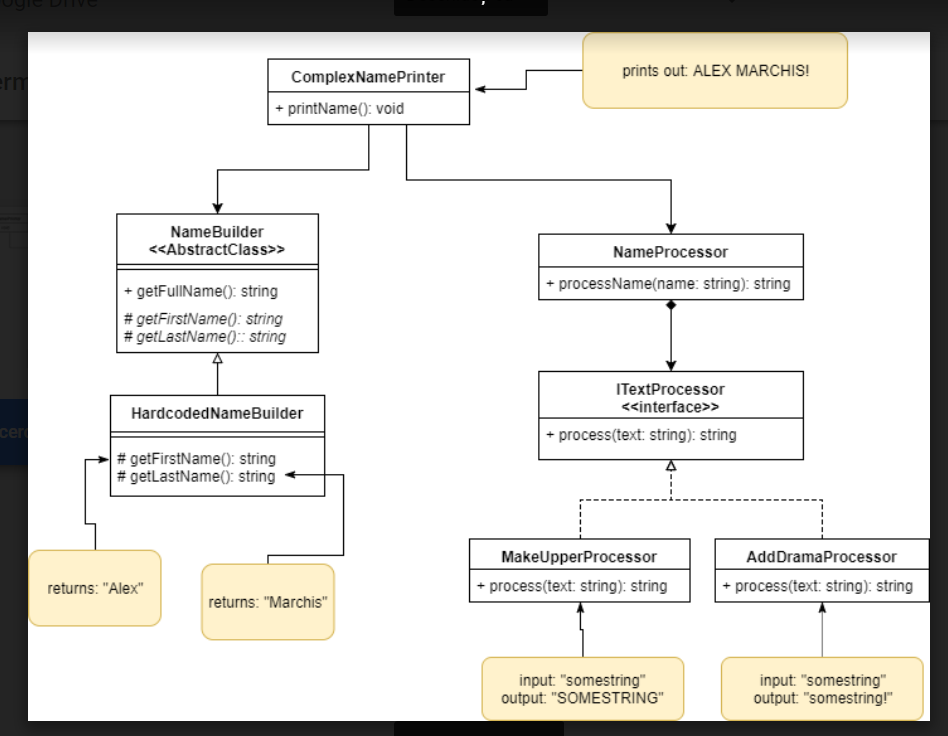 prints out: ALEX MARCHIS!
ComplexNamePrinter
+ printName(): void
NameBuilder
<<AbstractClass>>
+ getFullName(): string
# getFirstName(): string
# getLastName():: string
NameProcessor
+ processName(name: string): string
HardcodedNameBuilder
# getFirstName(): string
# getLastName(): string
ITextProcessor
<<interface>>
+ process(text: string): string
MakeUpperProcessor
+ process(text: string): string
AddDramaProcessor
+ process(text: string): string
returns: "Alex"
returns: "Marchis"
input: "somestring"
output: "SOMESTRING"
input: "somestring"
output: "somestring!"